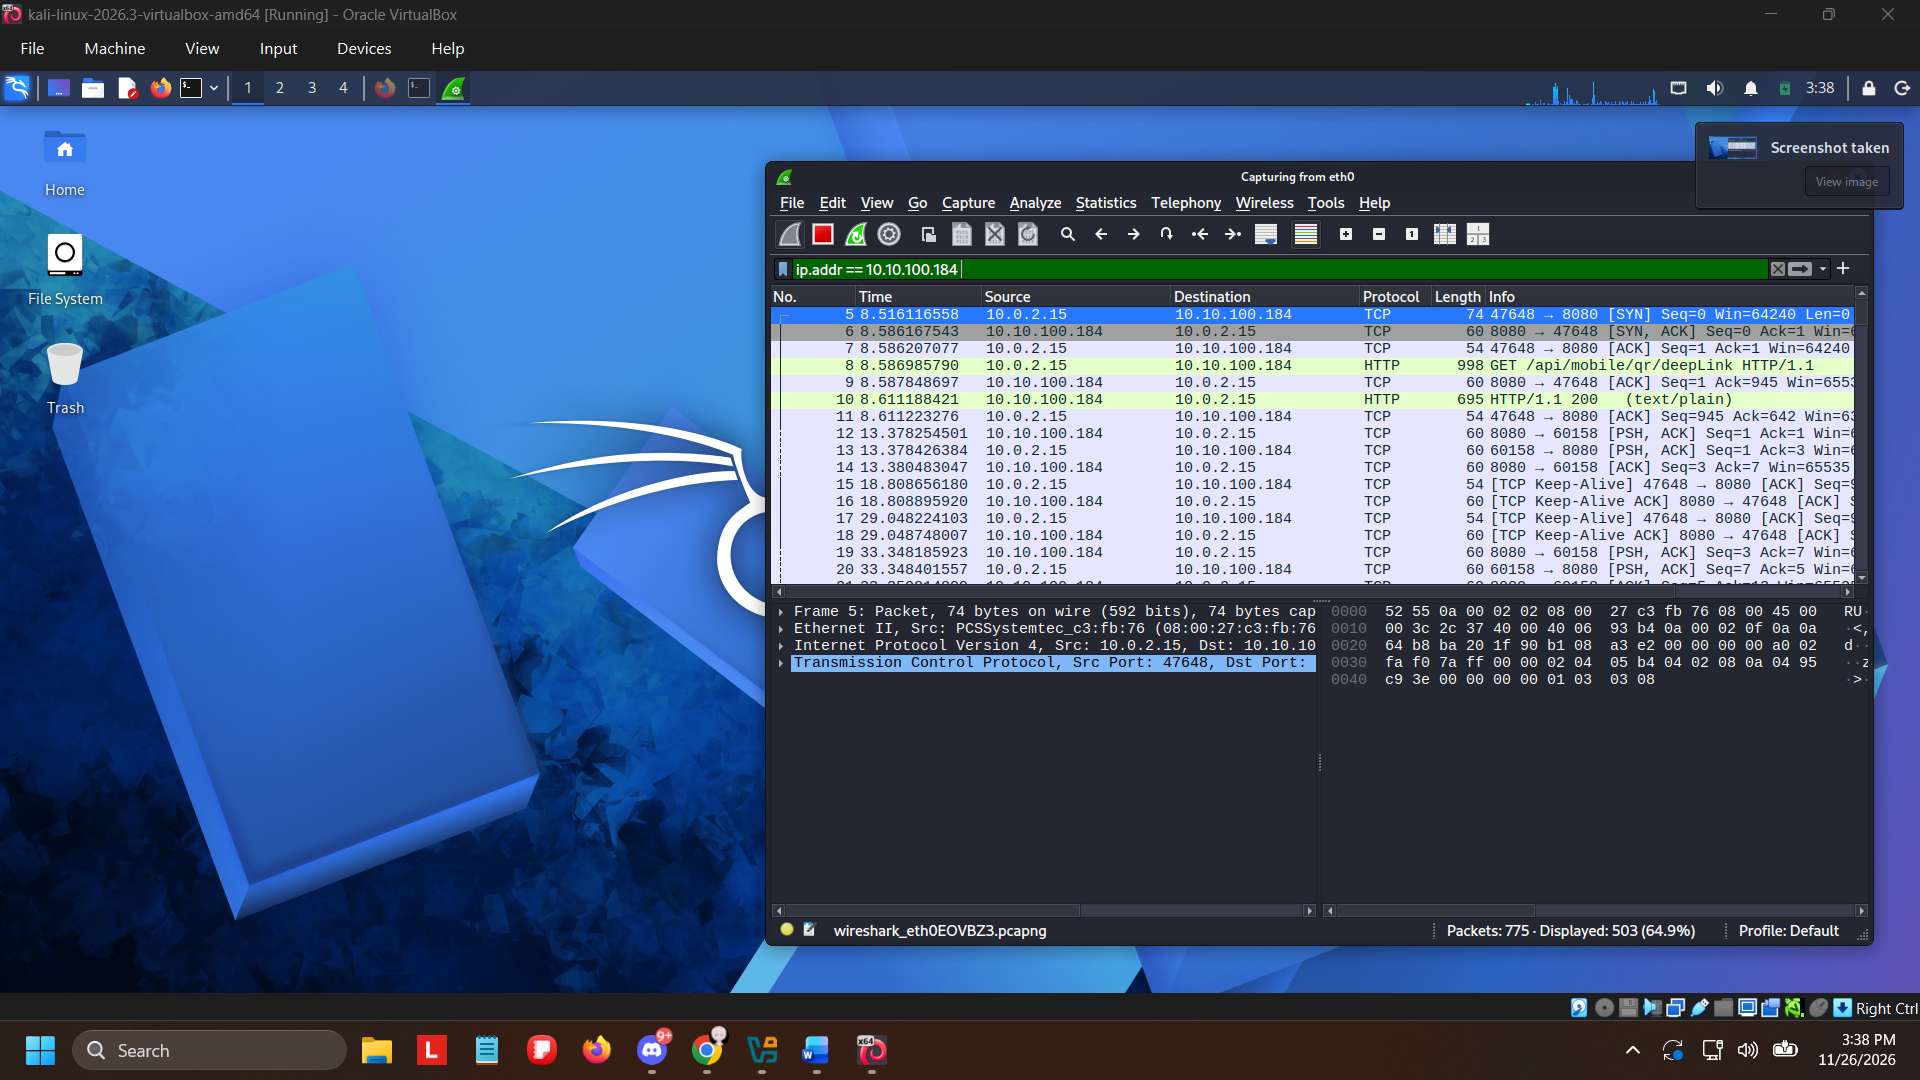 kali-linux-2026.3-virtualbox-amd64 [Running] - Oracle VirtualBox
File Machine View Input Devices Help
1 2 3 4 3:38
Screenshot taken
View image
Home
File System
Trash
Capturing from eth0
File Edit View Go Capture Analyze Statistics Telephony Wireless Tools Help
ip.addr == 10.10.100.184
No. Time Source Destination Protocol Length Info
5 8.516116558 10.0.2.15 10.10.100.184 TCP 74 47648 → 8080 [SYN] Seq=0 Win=64240 Len=0
6 8.586167543 10.10.100.184 10.0.2.15 TCP 60 8080 → 47648 [SYN, ACK] Seq=0 Ack=1 Win=6
7 8.586207077 10.0.2.15 10.10.100.184 TCP 54 47648 → 8080 [ACK] Seq=1 Ack=1 Win=64240
8 8.586985790 10.0.2.15 10.10.100.184 HTTP 998 GET /api/mobile/qr/deepLink HTTP/1.1
9 8.587848697 10.10.100.184 10.0.2.15 TCP 60 8080 → 47648 [ACK] Seq=1 Ack=945 Win=6553
10 8.611188421 10.10.100.184 10.0.2.15 HTTP 695 HTTP/1.1 200 (text/plain)
11 8.611223276 10.0.2.15 10.10.100.184 TCP 54 47648 → 8080 [ACK] Seq=945 Ack=642 Win=63
12 13.378254501 10.10.100.184 10.0.2.15 TCP 60 8080 → 60158 [PSH, ACK] Seq=1 Ack=1 Win=6
13 13.378426384 10.0.2.15 10.10.100.184 TCP 60 60158 → 8080 [PSH, ACK] Seq=1 Ack=3 Win=6
14 13.380483047 10.10.100.184 10.0.2.15 TCP 60 8080 → 60158 [ACK] Seq=3 Ack=7 Win=65535
15 18.808656180 10.0.2.15 10.10.100.184 TCP 54 [TCP Keep-Alive] 47648 → 8080 [ACK] Seq=9
16 18.808895920 10.10.100.184 10.0.2.15 TCP 60 [TCP Keep-Alive ACK] 8080 → 47648 [ACK] S
17 29.048224103 10.0.2.15 10.10.100.184 TCP 54 [TCP Keep-Alive] 47648 → 8080 [ACK] Seq=9
18 29.048748007 10.10.100.184 10.0.2.15 TCP 60 [TCP Keep-Alive ACK] 8080 → 47648 [ACK] S
19 33.348185923 10.10.100.184 10.0.2.15 TCP 60 8080 → 60158 [PSH, ACK] Seq=3 Ack=7 Win=6
20 33.348401557 10.0.2.15 10.10.100.184 TCP 60 60158 → 8080 [PSH, ACK] Seq=7 Ack=5 Win=6
Frame 5: Packet, 74 bytes on wire (592 bits), 74 bytes cap
Ethernet II, Src: PCSSystemtec_c3:fb:76 (08:00:27:c3:fb:76
Internet Protocol Version 4, Src: 10.0.2.15, Dst: 10.10.10
Transmission Control Protocol, Src Port: 47648, Dst Port:
0000 52 55 0a 00 02 02 08 00 27 c3 fb 76 08 00 45 00 RU·
0010 00 3c 2c 37 40 00 40 06 93 b4 0a 00 02 0f 0a 0a ·<,
0020 64 b8 ba 20 1f 90 b1 08 a3 e2 00 00 00 00 a0 02 d··
0030 fa f0 7a ff 00 00 02 04 05 b4 04 02 08 0a 04 95 ··z
0040 c9 3e 00 00 00 00 01 03 03 08 ·>·
wireshark_eth0EOVBZ3.pcapng
Packets: 775 · Displayed: 503 (64.9%)
Profile: Default
Right Ctrl
Search
9+
3:38 PM
11/26/2026